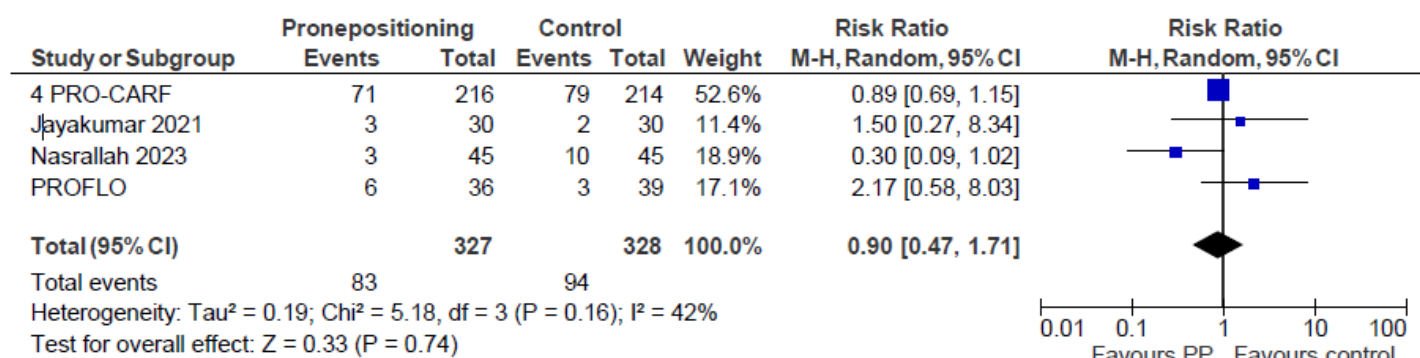 Pronepositioning Control Risk Ratio Risk Ratio
Study or Subgroup Events Total Events Total Weight M-H, Random, 95% CI M-H, Random, 95% CI
4 PRO-CARF 71 216 79 214 52.6% 0.89 [0.69, 1.15]
Jayakumar 2021 3 30 2 30 11.4% 1.50 [0.27, 8.34]
Nasrallah 2023 3 45 10 45 18.9% 0.30 [0.09, 1.02]
PROFLO 6 36 3 39 17.1% 2.17 [0.58, 8.03]
Total (95% CI) 327 328 100.0% 0.90 [0.47, 1.71]
Total events 83 94
Heterogeneity: Tau² = 0.19; Chi² = 5.18, df = 3 (P = 0.16); I² = 42%
Test for overall effect: Z = 0.33 (P = 0.74)
0.01 0.1 1 10 100
Favours PP Favours control